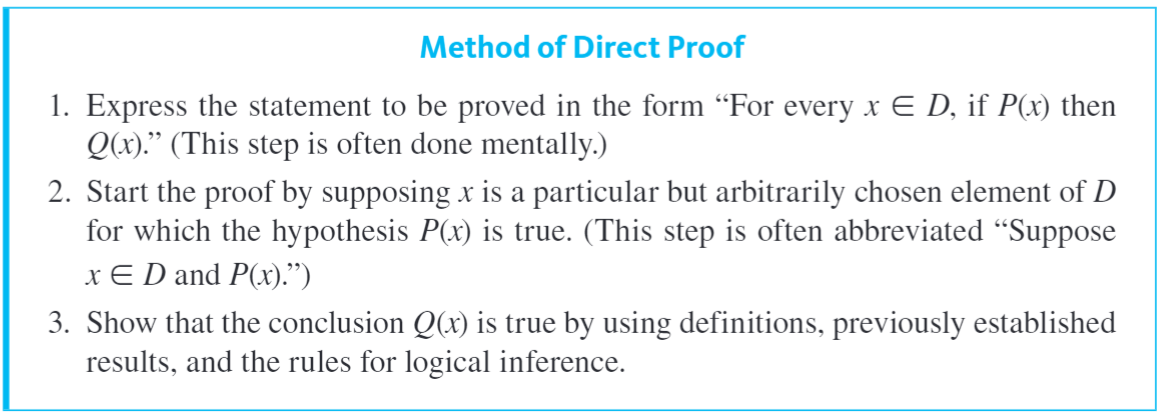 Method of Direct Proof
1. Express the statement to be proved in the form “For every x ∈ D, if P(x) then
Q(x).” (This step is often done mentally.)
2. Start the proof by supposing x is a particular but arbitrarily chosen element of D
for which the hypothesis P(x) is true. (This step is often abbreviated “Suppose
x ∈ D and P(x).”)
3. Show that the conclusion Q(x) is true by using definitions, previously established
results, and the rules for logical inference.